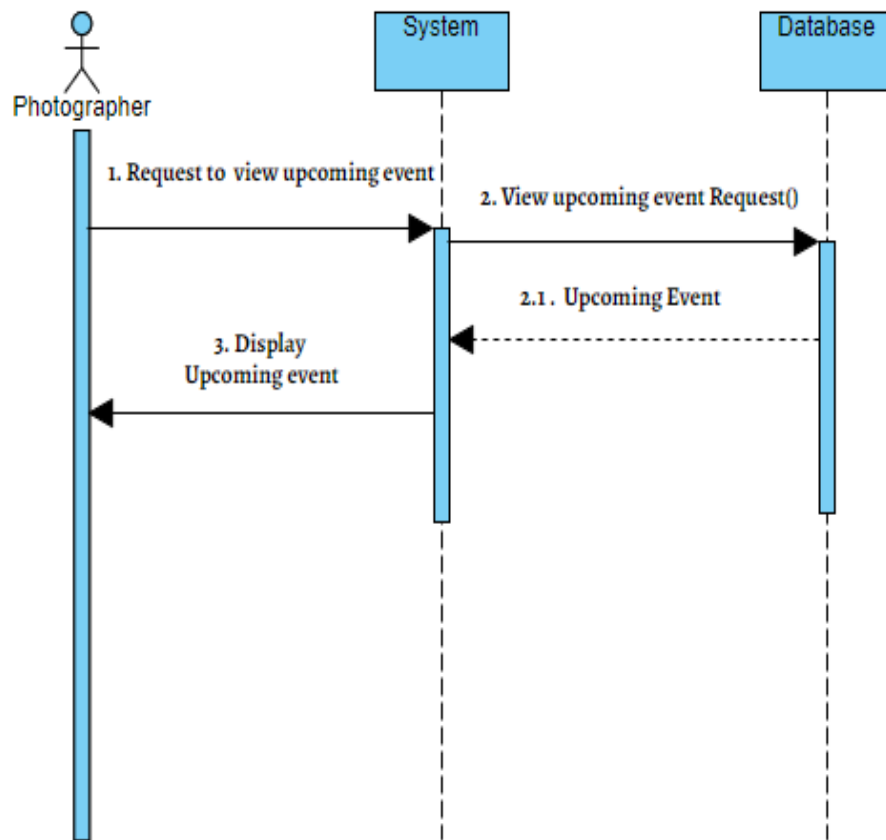 System
Database
Photographer
1. Request to view upcoming event
2. View upcoming event Request()
2.1 . Upcoming Event
3. Display
Upcoming event